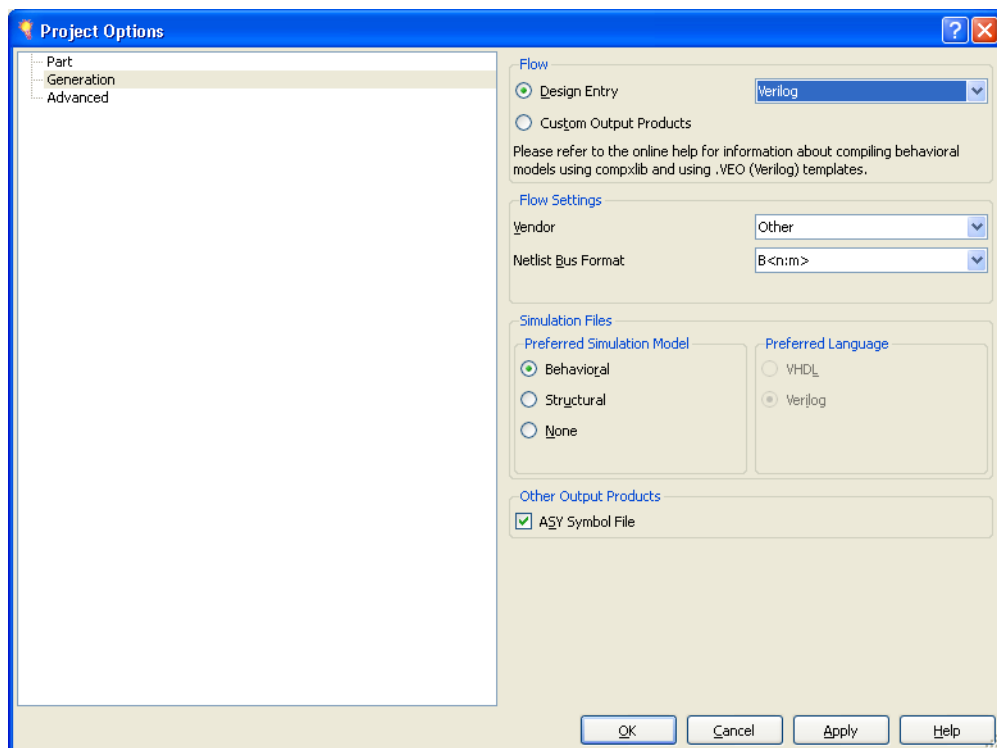 Project Options
Part
Generation
Advanced
Flow
Design Entry
Verilog
Custom Output Products
Please refer to the online help for information about compiling behavioral
models using compxlib and using .VEO (Verilog) templates.
Flow Settings
Vendor
Other
Netlist Bus Format
B<n:m>
Simulation Files
Preferred Simulation Model
Preferred Language
Behavioral
VHDL
Structural
Verilog
None
Other Output Products
ASY Symbol File
OK
Cancel
Apply
Help